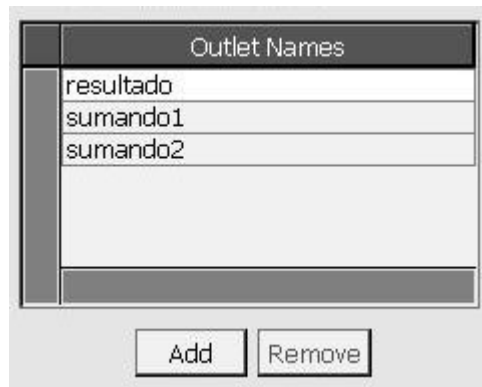 Outlet Names
resultado
sumando1
sumando2
Add Remove